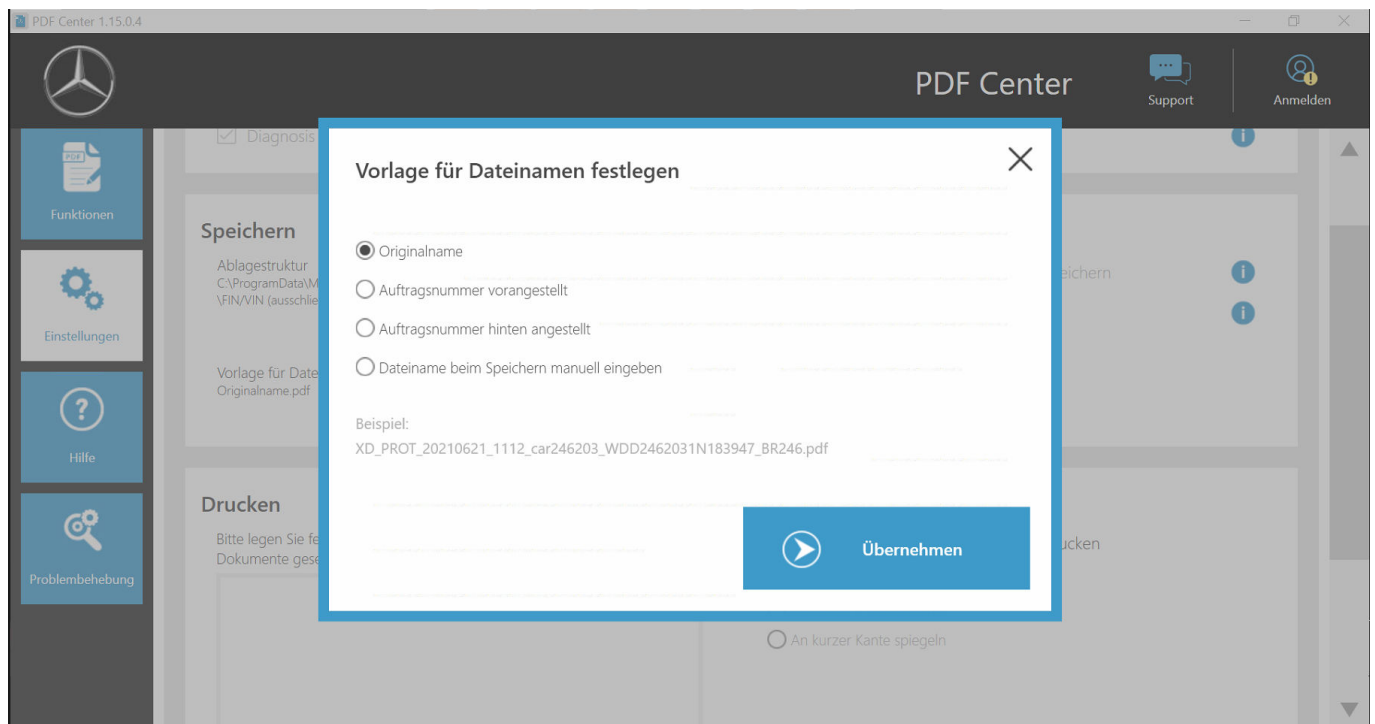 PDF Center 1.15.0.4
PDF Center
Support
Anmelden
PDF
Funktionen
Einstellungen
Hilfe
Problembehebung
Diagnosis
Speichern
Ablagestruktur
C:\ProgramData\M
\FIN/VIN (ausschlie
Vorlage für Date
Originalname.pdf
eichern
Drucken
Bitte legen Sie fe
Dokumente gese
ucken
An kurzer Kante spiegeln
Vorlage für Dateinamen festlegen
Originalname
Auftragsnummer vorangestellt
Auftragsnummer hinten angestellt
Dateiname beim Speichern manuell eingeben
Beispiel:
XD_PROT_20210621_1112_car246203_WDD2462031N183947_BR246.pdf
Übernehmen